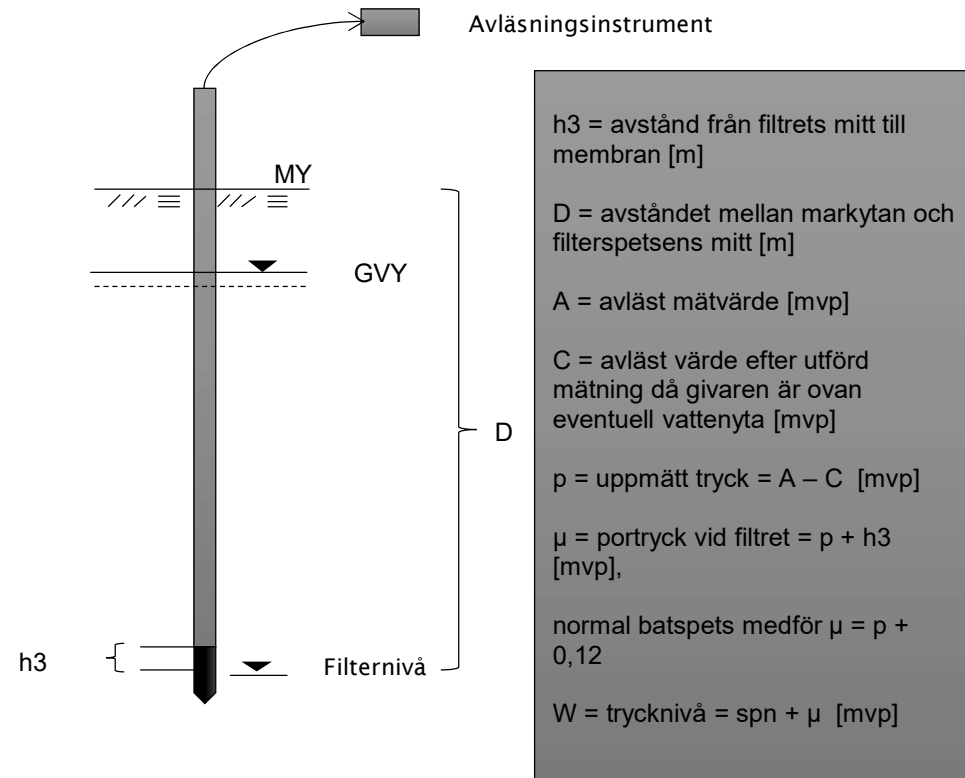 Avläsningsinstrument
MY
GVY
D
h3
Filternivå
h3 = avstånd från filtrets mitt till
membran [m]
D = avståndet mellan markytan och
filterspetsens mitt [m]
A = avläst mätvärde [mvp]
C = avläst värde efter utförd
mätning då givaren är ovan
eventuell vattenyta [mvp]
p = uppmätt tryck = A – C [mvp]
µ = portryck vid filtret = p + h3
[mvp],
normal batspets medför µ = p +
0,12
W = trycknivå = spn + µ [mvp]